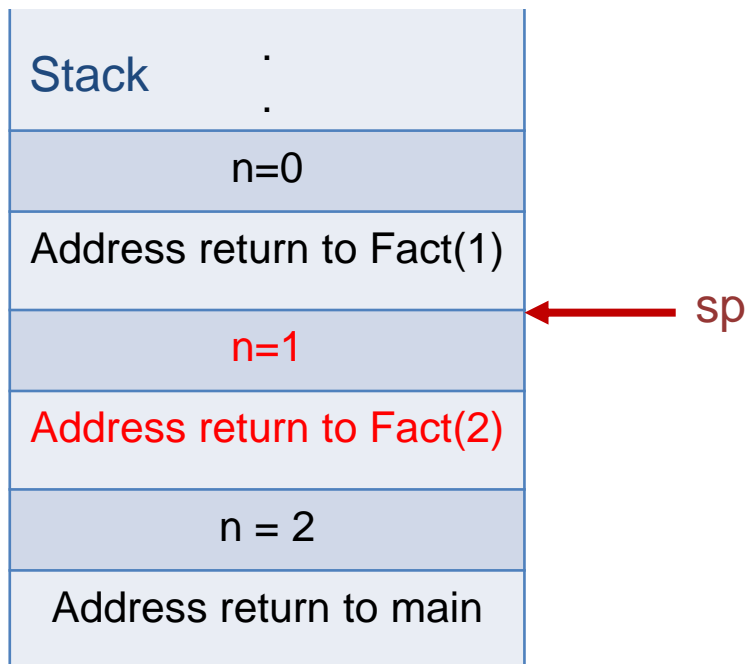 Stack
.
.
n=0
Address return to Fact(1)
sp
n=1
Address return to Fact(2)
n = 2
Address return to main